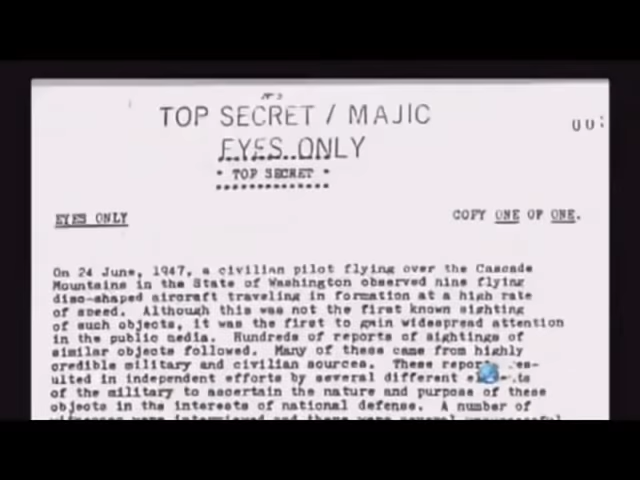 TOP SECRET / MAJIC
EYES ONLY
* TOP SECRET *
EYES ONLY
COPY ONE OF ONE.
On 24 June, 1947, a civilian pilot flying over the Cascade
Mountains in the State of Washington observed nine flying
disc-shaped aircraft traveling in formation at a high rate
of speed. Although this was not the first known sighting
of such objects, it was the first to gain widespread attention
in the public media. Hundreds of reports of sightings of
similar objects followed. Many of these came from highly
credible military and civilian sources. These reports res-
ulted in independent efforts by several different
of the military to ascertain the nature and purpose of these
objects in the interests of national defense. A number of